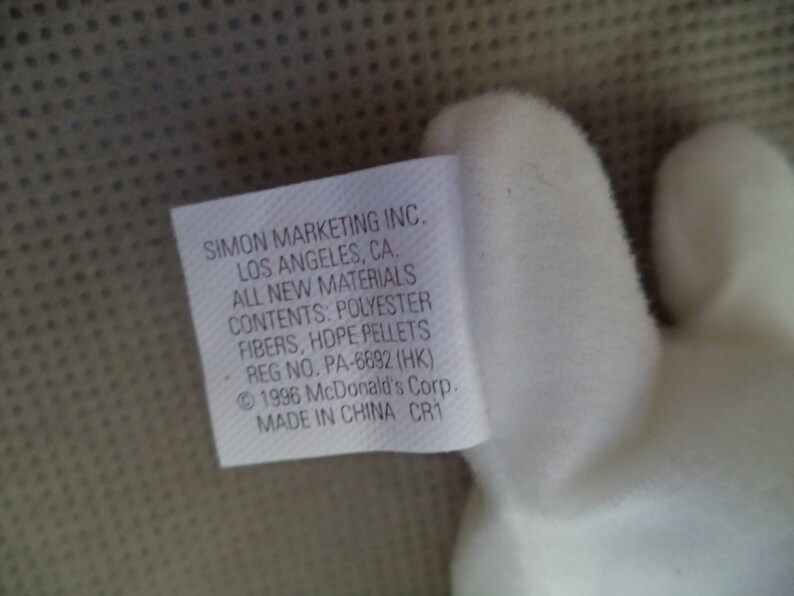 SIMON MARKETING INC.
LOS ANGELES, CA.
ALL NEW MATERIALS
CONTENTS: POLYESTER
FIBERS, HDPE PELLETS
REG NO. PA-6692 (HK)
© 1996 McDonald's Corp.
MADE IN CHINA CR1